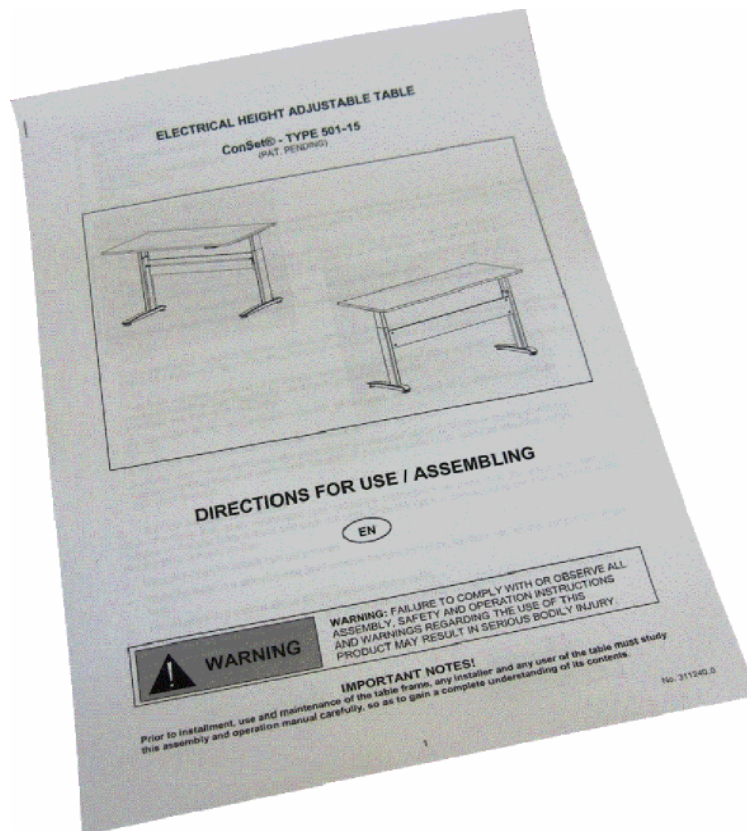 ELECTRICAL HEIGHT ADJUSTABLE TABLE
ConSet® - TYPE 501-15
(PAT. PENDING)
DIRECTIONS FOR USE / ASSEMBLING
EN
WARNING
WARNING: FAILURE TO COMPLY WITH OR OBSERVE ALL
ASSEMBLY, SAFETY AND OPERATION INSTRUCTIONS
AND WARNINGS REGARDING THE USE OF THIS
PRODUCT MAY RESULT IN SERIOUS BODILY INJURY
IMPORTANT NOTES!
Prior to installment, use and maintenance of the table frame, any installer and any user of the table must study
this assembly and operation manual carefully, so as to gain a complete understanding of its contents.
No. 311240.0
1